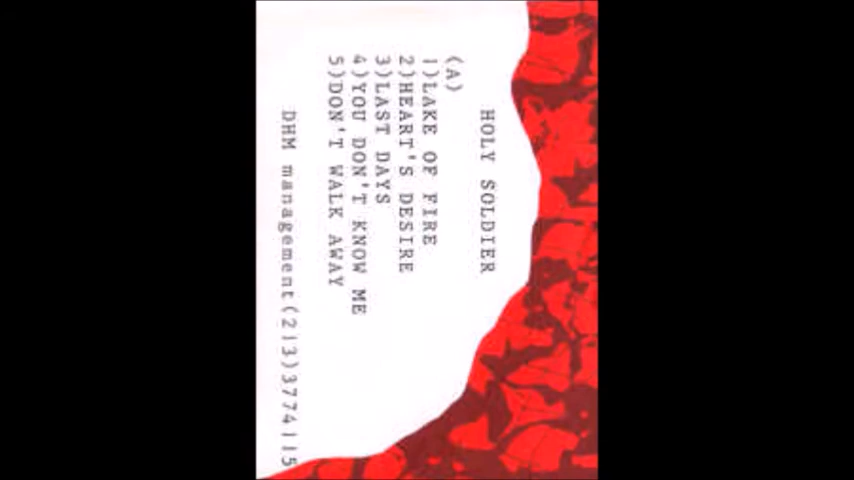 HOLY SOLDIER
(A)
1)LAKE OF FIRE
2)HEART'S DESIRE
3)LAST DAYS
4)YOU DON'T KNOW ME
5)DON'T WALK AWAY
DHM management(213)3774115